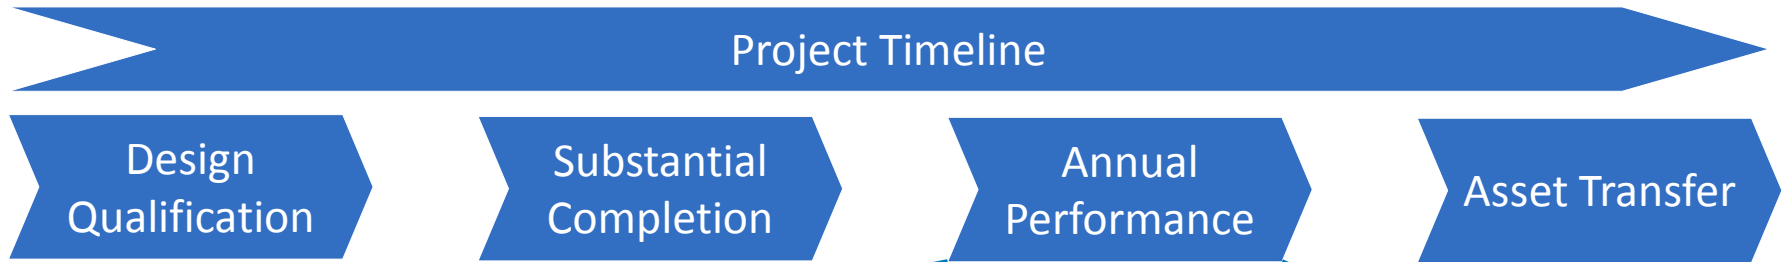 Project Timeline
Design
Qualification
Substantial
Completion
Annual
Performance
Asset Transfer